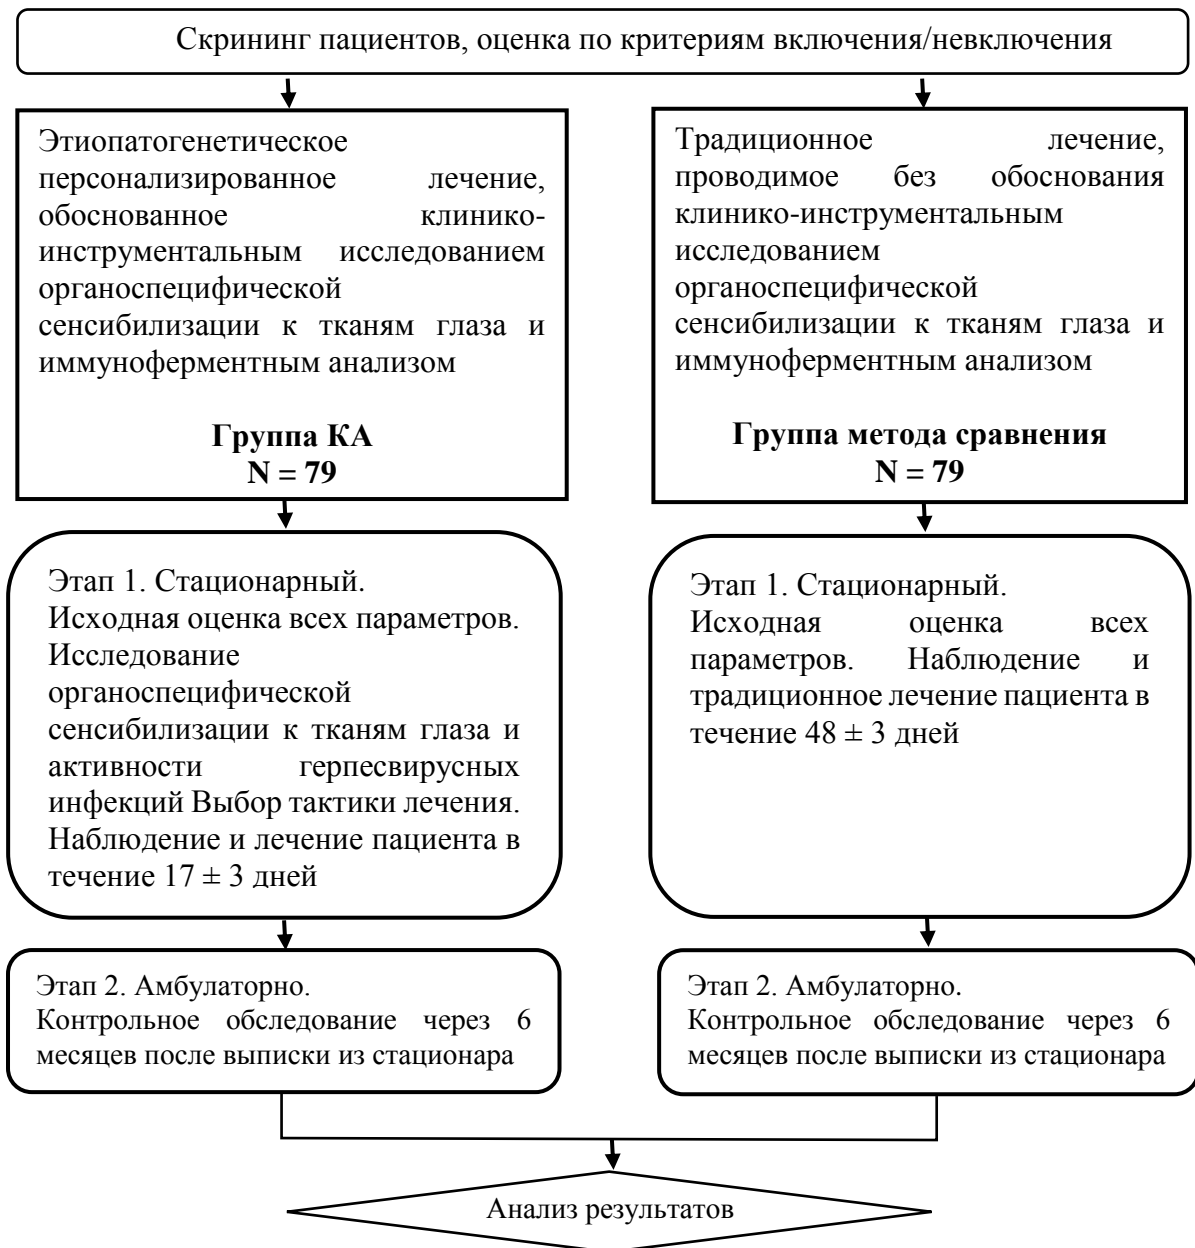 Скрининг пациентов, оценка по критериям включения/невключения
Этиопатогенетическое
персонализированное лечение,
обоснованное клинико-
инструментальным исследованием
органоспецифической
сенсибилизации к тканям глаза и
иммуноферментным анализом
Группа КА
N = 79
Традиционное лечение,
проводимое без обоснования
клинико-инструментальным
исследованием
органоспецифической
сенсибилизации к тканям глаза и
иммуноферментным анализом
Группа метода сравнения
N = 79
Этап 1. Стационарный.
Исходная оценка всех параметров.
Исследование
органоспецифической
сенсибилизации к тканям глаза и
активности герпесвирусных
инфекций Выбор тактики лечения.
Наблюдение и лечение пациента в
течение 17 ± 3 дней
Этап 1. Стационарный.
Исходная оценка всех
параметров. Наблюдение и
традиционное лечение пациента в
течение 48 ± 3 дней
Этап 2. Амбулаторно.
Контрольное обследование через 6
месяцев после выписки из стационара
Этап 2. Амбулаторно.
Контрольное обследование через 6
месяцев после выписки из стационара
Анализ результатов